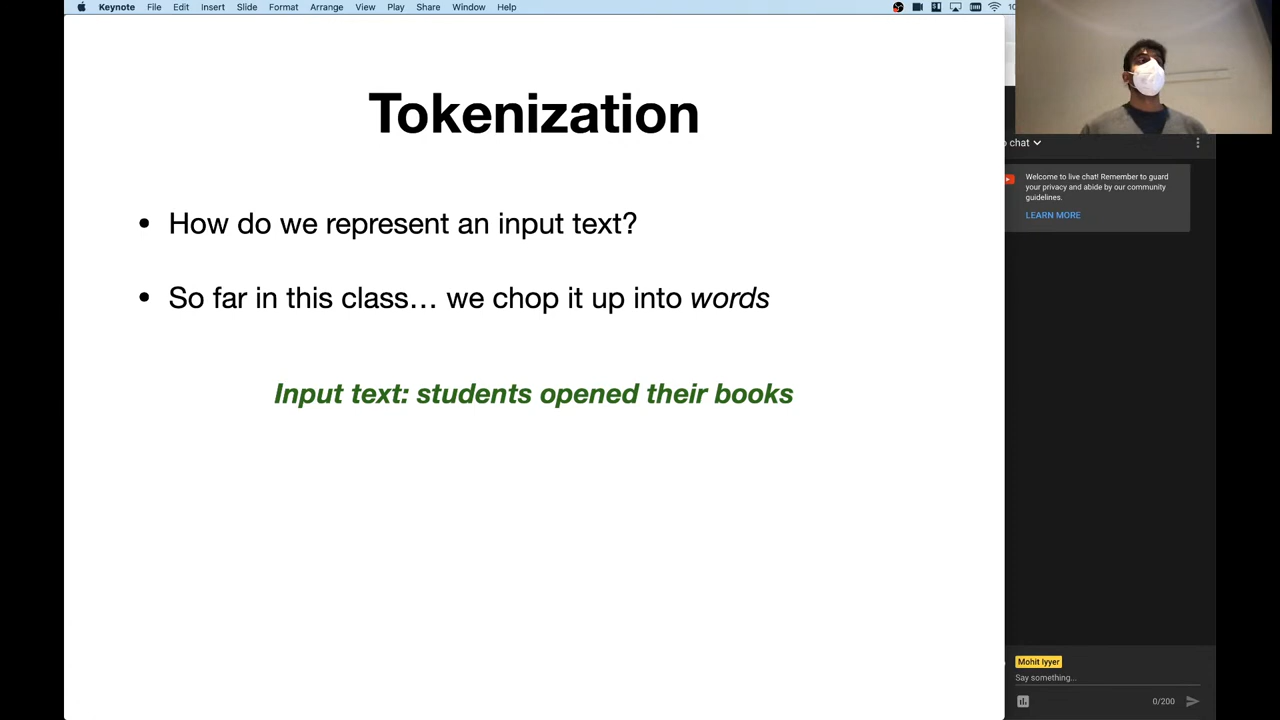 Keynote File Edit Insert Slide Format Arrange View Play Share Window Help
Tokenization
• How do we represent an input text?
• So far in this class… we chop it up into words
Input text: students opened their books
chat
Welcome to live chat! Remember to guard
your privacy and abide by our community
guidelines.
LEARN MORE
Mohit Iyyer
Say something...
0/200